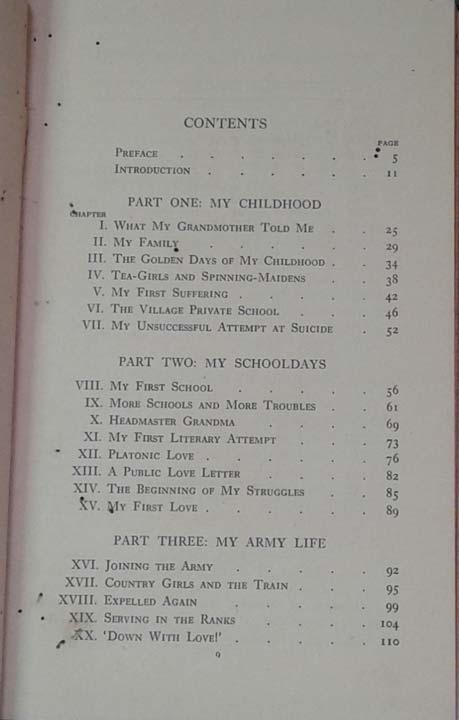 CONTENTS
PAGE
PREFACE . . . . . . . 5
INTRODUCTION . . . . . . 11
PART ONE: MY CHILDHOOD
CHAPTER
I. WHAT MY GRANDMOTHER TOLD ME . . 25
II. MY FAMILY . . . . . 29
III. THE GOLDEN DAYS OF MY CHILDHOOD . . 34
IV. TEA-GIRLS AND SPINNING-MAIDENS . . 38
V. MY FIRST SUFFERING . . . . 42
VI. THE VILLAGE PRIVATE SCHOOL . . 46
VII. MY UNSUCCESSFUL ATTEMPT AT SUICIDE . 52
PART TWO: MY SCHOOLDAYS
VIII. MY FIRST SCHOOL . . . . 56
IX. MORE SCHOOLS AND MORE TROUBLES . . 61
X. HEADMASTER GRANDMA . . . . 69
XI. MY FIRST LITERARY ATTEMPT . . . 73
XII. PLATONIC LOVE . . . . . 76
XIII. A PUBLIC LOVE LETTER . . . 82
XIV. THE BEGINNING OF MY STRUGGLES . . 85
XV. MY FIRST LOVE . . . . . 89
PART THREE: MY ARMY LIFE
XVI. JOINING THE ARMY . . . . 92
XVII. COUNTRY GIRLS AND THE TRAIN . . . 95
XVIII. EXPELLED AGAIN . . . . 99
XIX. SERVING IN THE RANKS . . . . 104
XX. 'DOWN WITH LOVE!' . . . . 110
9